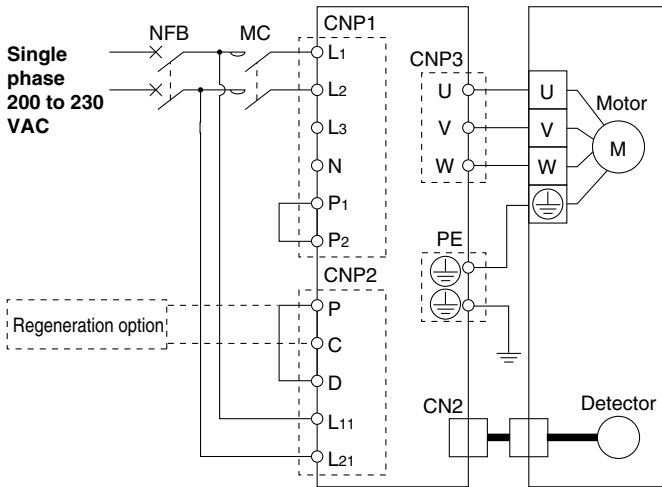 Single
phase
200 to 230
VAC
NFB
MC
CNP1
L1
L2
L3
N
P1
P2
CNP2
P
C
D
L11
L21
Regeneration option
CNP3
U
V
W
PE
CN2
U
V
W
Motor
M
Detector